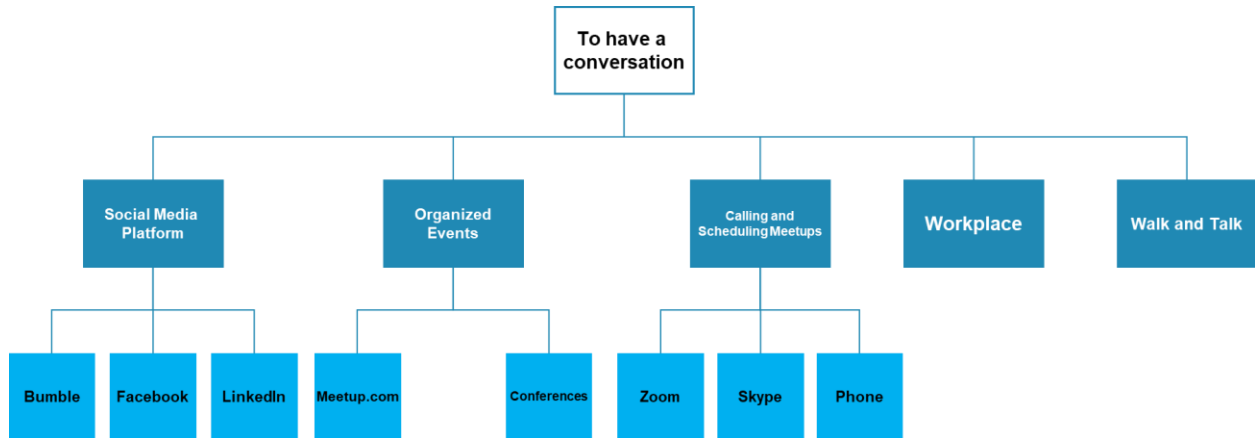 To have a
conversation
Social Media
Platform
Organized
Events
Calling and
Scheduling Meetups
Workplace
Walk and Talk
Bumble
Facebook
LinkedIn
Meetup.com
Conferences
Zoom
Skype
Phone